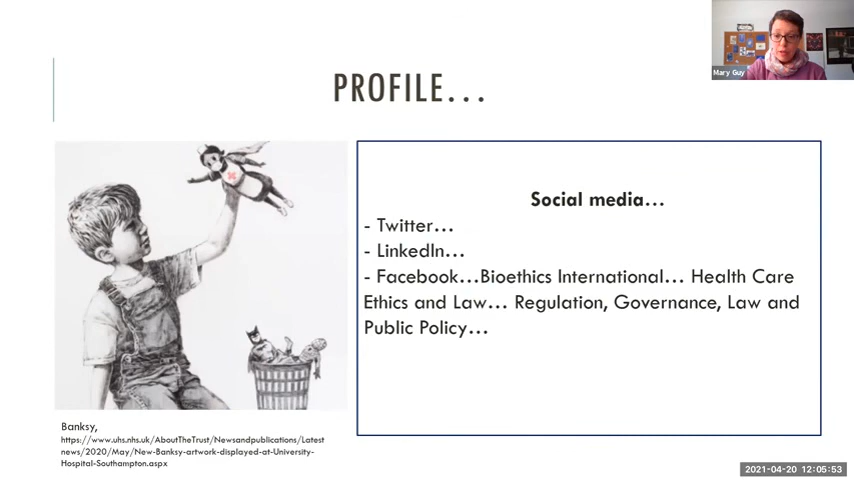 Mary Guy
PROFILE...
Social media...
- Twitter...
- LinkedIn...
- Facebook...Bioethics International... Health Care
Ethics and Law... Regulation, Governance, Law and
Public Policy...
Banksy,
https://www.uhs.nhs.uk/AboutTheTrust/Newsandpublications/Latest
news/2020/May/New-Banksy-artwork-displayed-at-University-
Hospital-Southampton.aspx
2021-04-20 12:05:53